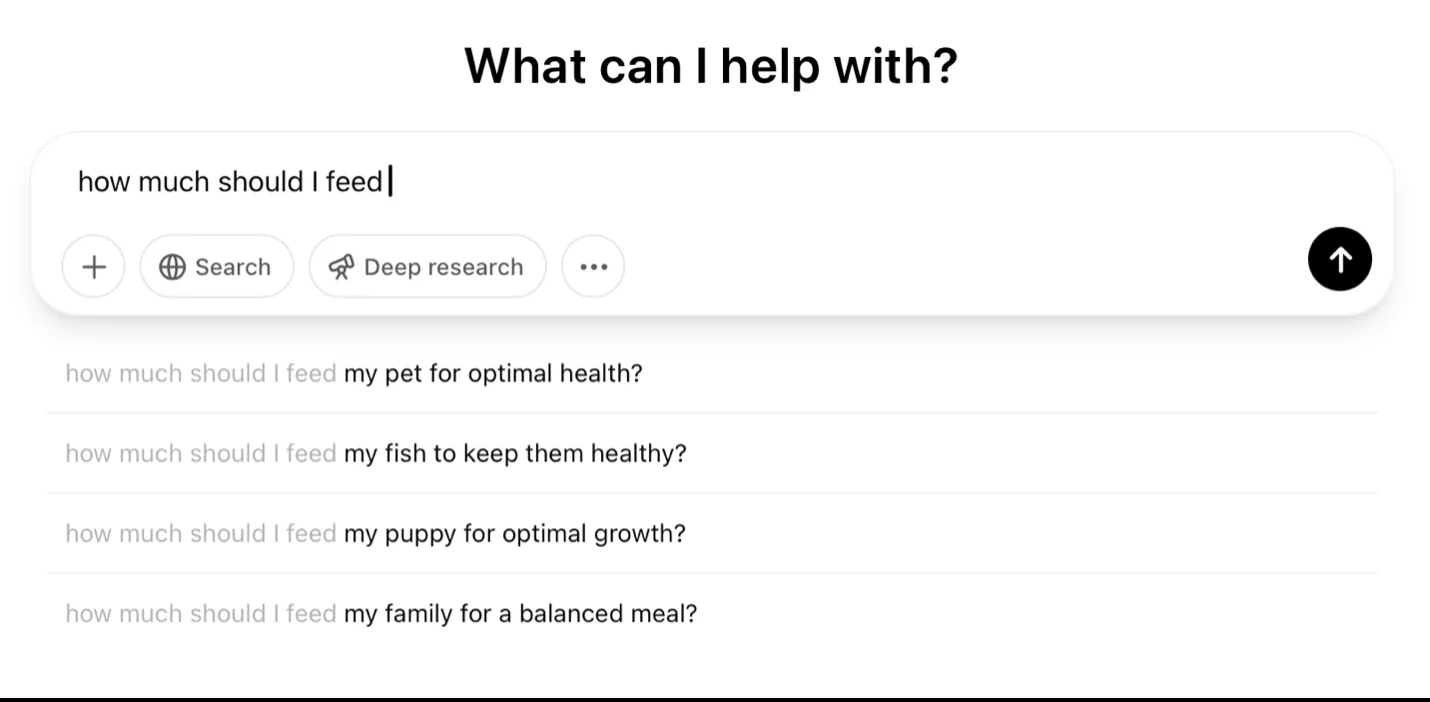 What can I help with?
how much should I feed
Search
Deep research
how much should I feed my pet for optimal health?
how much should I feed my fish to keep them healthy?
how much should I feed my puppy for optimal growth?
how much should I feed my family for a balanced meal?